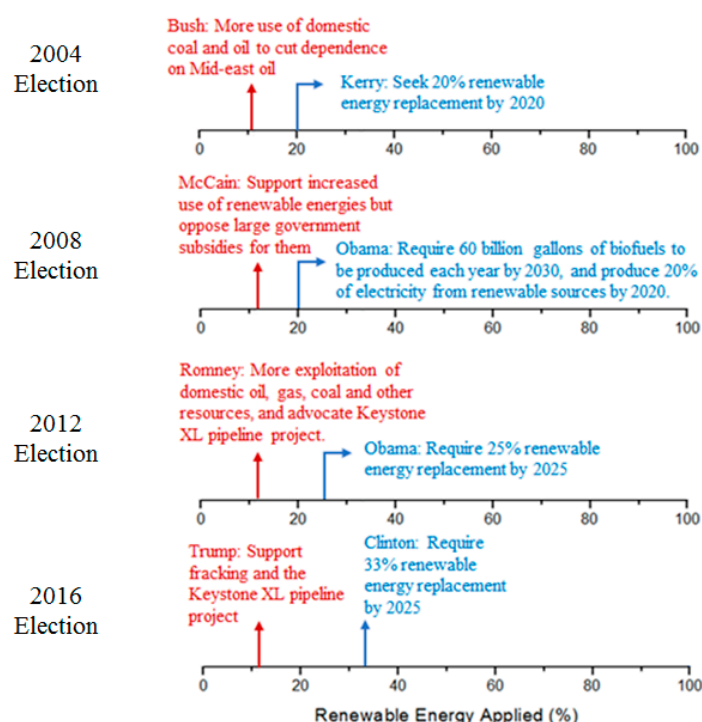 2004
Election
Bush: More use of domestic
coal and oil to cut dependence
on Mid-east oil
Kerry: Seek 20% renewable
energy replacement by 2020
0 20 40 60 80 100
2008
Election
McCain: Support increased
use of renewable energies but
oppose large government
subsidies for them
Obama: Require 60 billion gallons of biofuels to
be produced each year by 2030, and produce 20%
of electricity from renewable sources by 2020.
0 20 40 60 80 100
2012
Election
Romney: More exploitation of
domestic oil, gas, coal and other
resources, and advocate Keystone
XL pipeline project.
Obama: Require 25% renewable
energy replacement by 2025
0 20 40 60 80 100
2016
Election
Trump: Support
fracking and the
Keystone XL pipeline
project
Clinton: Require
33% renewable
energy replacement
by 2025
0 20 40 60 80 100
Renewable Energy Applied (%)